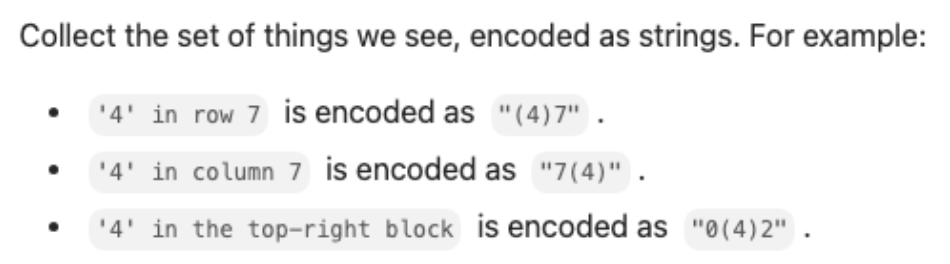 Collect the set of things we see, encoded as strings. For example:
• '4' in row 7 is encoded as "(4)7" .
• '4' in column 7 is encoded as "7(4)" .
• '4' in the top-right block is encoded as "0(4)2" .